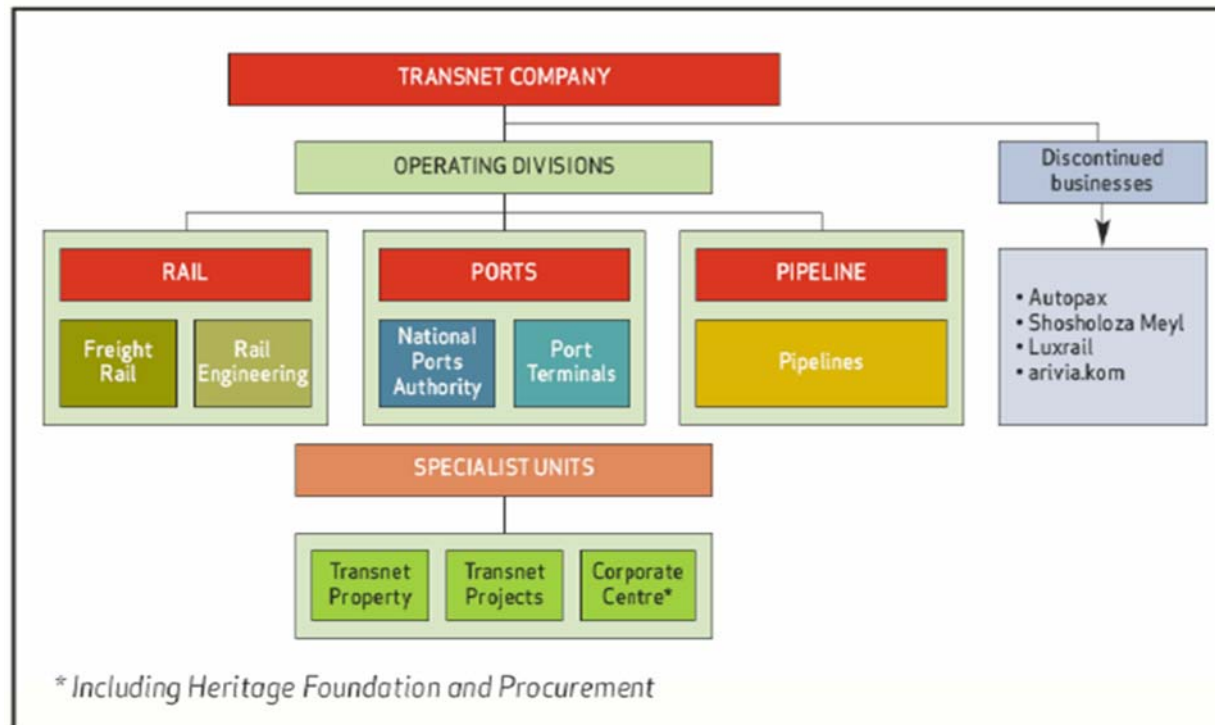 TRANSNET COMPANY
OPERATING DIVISIONS
Discontinued
businesses
RAIL
PORTS
PIPELINE
Freight
Rail
Rail
Engineering
National
Ports
Authority
Port
Terminals
Pipelines
• Autopax
• Shosholoza Meyl
• Luxrail
• arivia.kom
SPECIALIST UNITS
Transnet
Property
Transnet
Projects
Corporate
Centre*
* Including Heritage Foundation and Procurement